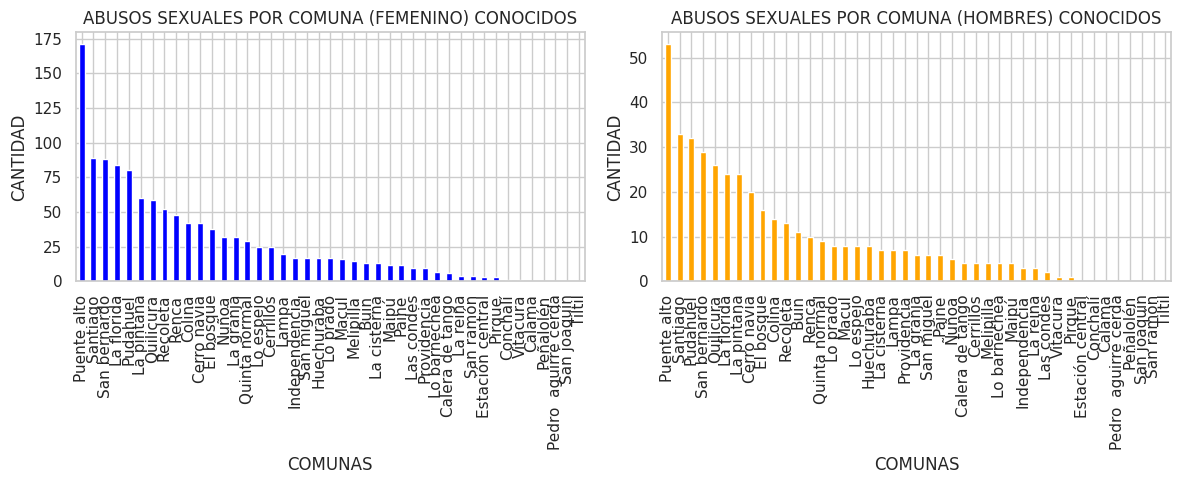 ABUSOS SEXUALES POR COMUNA (FEMENINO) CONOCIDOS
CANTIDAD
175
150
125
100
75
50
25
0
Puente alto
Santiago
San bernardo
La florida
Pudahuel
La pintana
Quilicura
Recoleta
Renca
Colina
Cerro navia
El bosque
Ñuñoa
La granja
Quinta normal
Lo espejo
Cerrillos
Lampa
Independencia
San miguel
Huechuraba
Lo prado
Macul
Melipilla
Buin
La cisterna
Maipú
Paine
Las condes
Providencia
Lo barnechea
Calera de tango
La reina
San ramon
Estación central
Pirque
Conchalí
Vitacura
Calama
Peñalolén
Pedro aguirre cerda
San joaquin
Tiltil
COMUNAS
ABUSOS SEXUALES POR COMUNA (HOMBRES) CONOCIDOS
CANTIDAD
50
40
30
20
10
0
Puente alto
Santiago
Pudahuel
San bernardo
Quilicura
La florida
La pintana
Cerro navia
El bosque
Colina
Recoleta
Buin
Renca
Quinta normal
Lo prado
Macul
Lo espejo
Huechuraba
La cisterna
Lampa
Providencia
La granja
San miguel
Paine
Ñuñoa
Calera de tango
Cerrillos
Melipilla
Lo barnechea
Maipú
Independencia
La reina
Las condes
Vitacura
Pirque
Estación central
Conchalí
Calama
Pedro aguirre cerda
Peñalolén
San joaquin
San ramon
Tiltil
COMUNAS